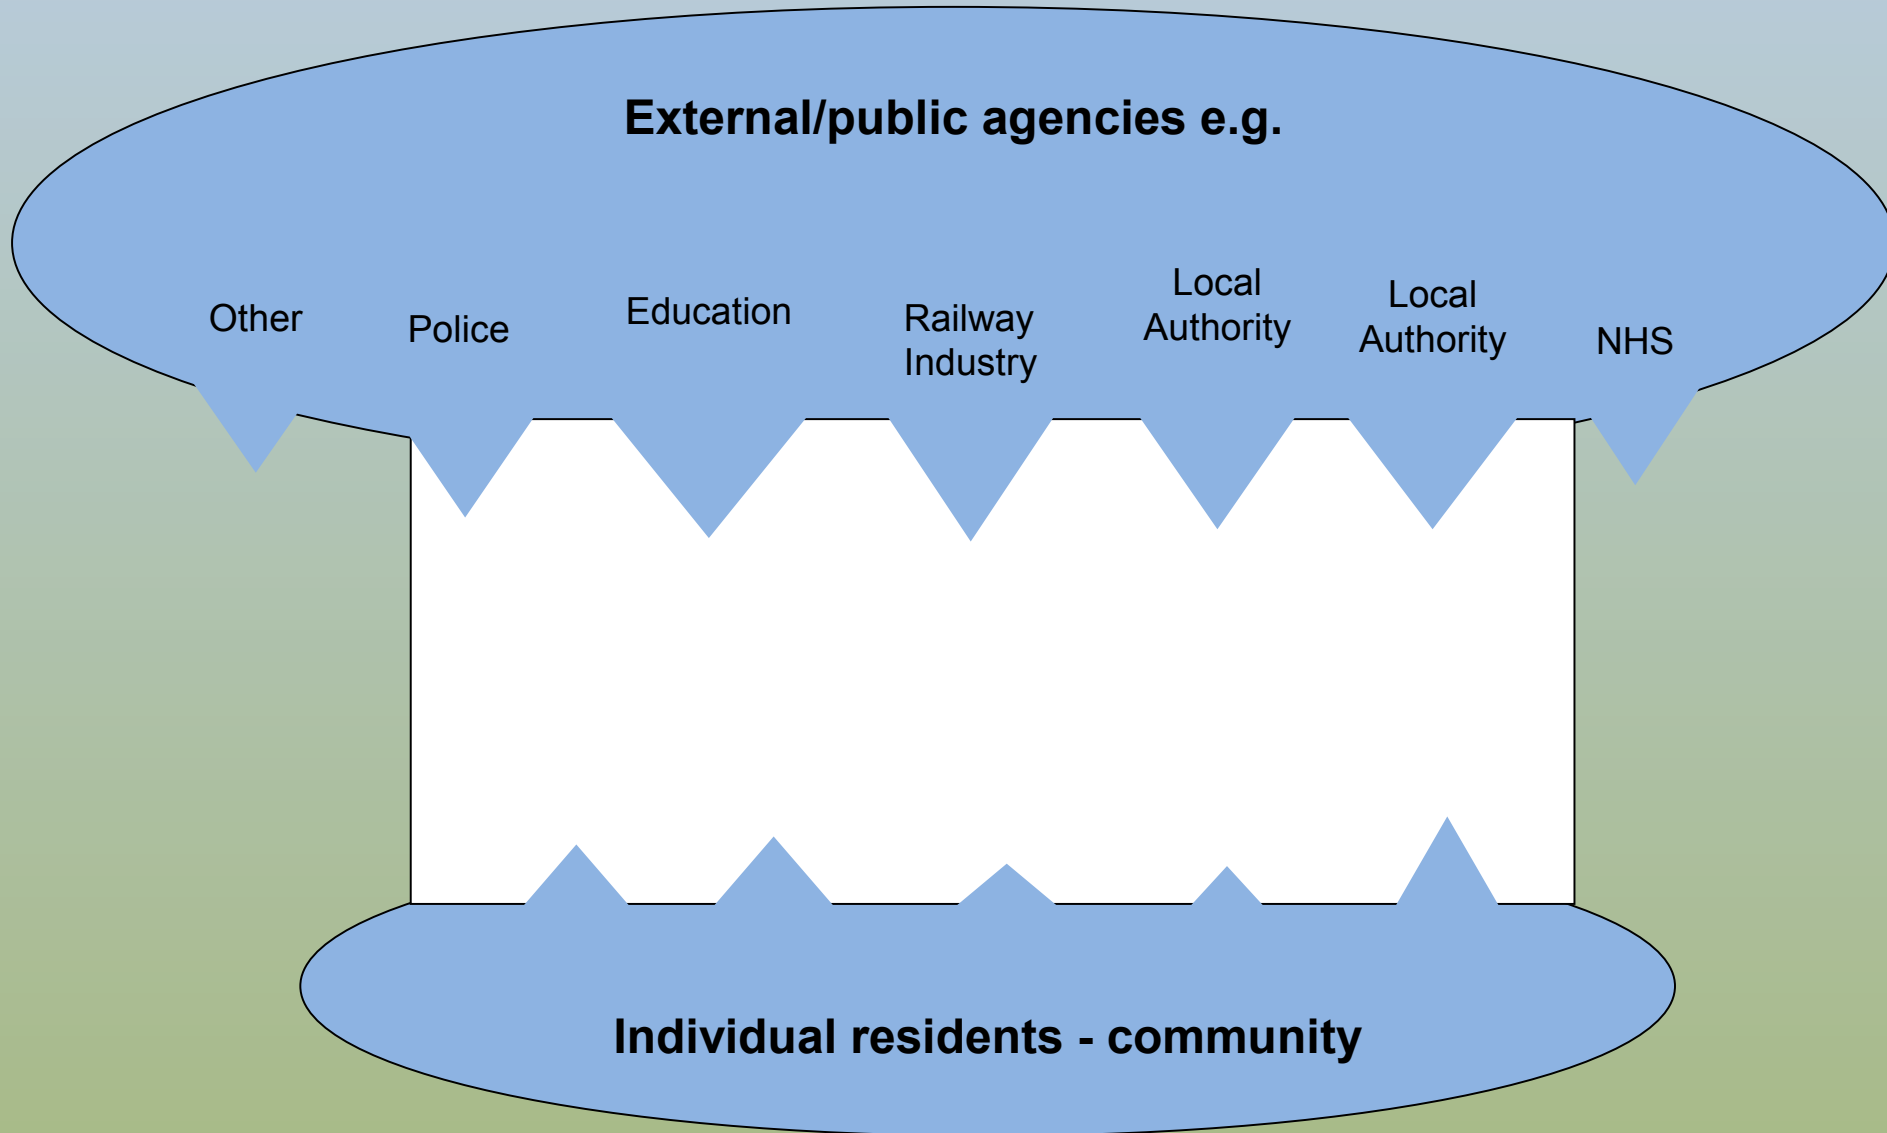 External/public agencies e.g.
Other
Police
Education
Railway
Industry
Local
Authority
Local
Authority
NHS
Individual residents - community